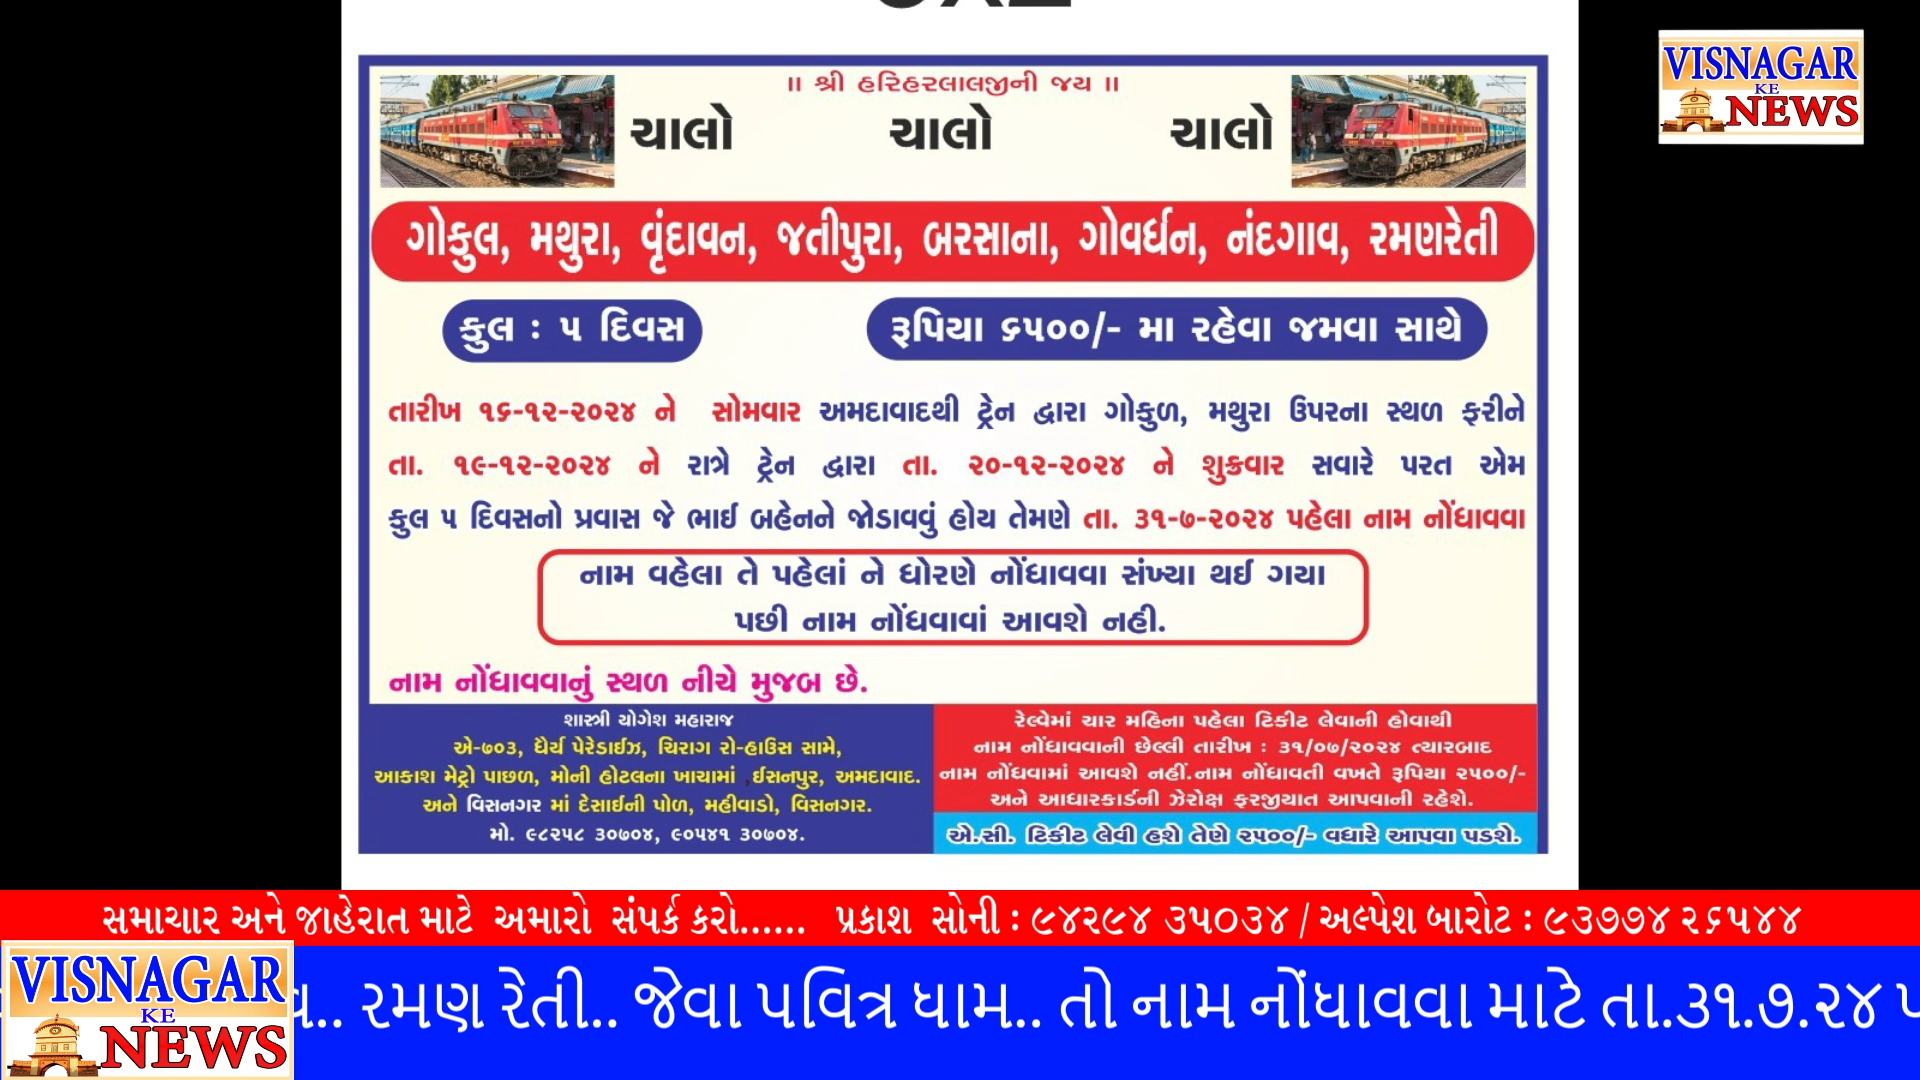 ॥ શ્રી હરિહરલાલજીની જય ॥
ચાલો ચાલો ચાલો
VISNAGAR
KE
NEWS
ગોકુલ, મથુરા, વૃંદાવન, જતીપુરા, બરસાના, ગોવર્ધન, નંદગાવ, રમણરેતી
કુલ : ૫ દિવસ
રૂપિયા ૬૫૦૦/- મા રહેવા જમવા સાથે
તારીખ ૧૬-૧૨-૨૦૨૪ ને સોમવાર અમદાવાદથી ટ્રેન દ્વારા ગોકુળ, મથુરા ઉપરના સ્થળ ફરીને
તા. ૧૯-૧૨-૨૦૨૪ ને રાત્રે ટ્રેન દ્વારા તા. ૨૦-૧૨-૨૦૨૪ ને શુક્રવાર સવારે પરત એમ
કુલ ૫ દિવસનો પ્રવાસ જે ભાઈ બહેનને જોડાવવું હોય તેમણે તા. ૩૧-૭-૨૦૨૪ પહેલા નામ નોંધાવવા
નામ વહેલા તે પહેલાં ને ધોરણે નોંધાવવા સંખ્યા થઈ ગયા
પછી નામ નોંધવાવાં આવશે નહી.
નામ નોંધાવવાનું સ્થળ નીચે મુજબ છે.
શાસ્ત્રી યોગેશ મહારાજ
એ-૭૦૩, ધૈર્ય પેરેડાઈઝ, ચિરાગ રો-હાઉસ સામે,
આકાશ મેટ્રો પાછળ, મોની હોટલના ખાચામાં ,ઈસનપુર, અમદાવાદ.
અને વિસનગર માં દેસાઈની પોળ, મહીવાડો, વિસનગર.
મો. ૯૮૨૫૮ ૩૦૭૦૪, ૯૦૫૪૧ ૩૦૭૦૪.
રેલ્વેમાં ચાર મહિના પહેલા ટિકીટ લેવાની હોવાથી
નામ નોંધાવવાની છેલ્લી તારીખ : ૩૧/૦૭/૨૦૨૪ ત્યારબાદ
નામ નોંધવામાં આવશે નહીં.નામ નોંધાવતી વખતે રૂપિયા ૨૫૦૦/-
અને આધારકાર્ડની ઝેરોક્ષ ફરજીયાત આપવાની રહેશે.
એ.સી. ટિકીટ લેવી હશે તેણે ૨૫૦૦/- વધારે આપવા પડશે.
સમાચાર અને જાહેરાત માટે અમારો સંપર્ક કરો...... પ્રકાશ સોની : ૯૪૨૯૪ ૩૫૦૩૪ / અલ્પેશ બારોટ : ૯૩૭૭૪ ૨૬૫૪૪
VISNAGAR
KE
NEWS
.. રમણ રેતી.. જેવા પવિત્ર ધામ.. તો નામ નોંધાવવા માટે તા.૩૧.૭.૨૪